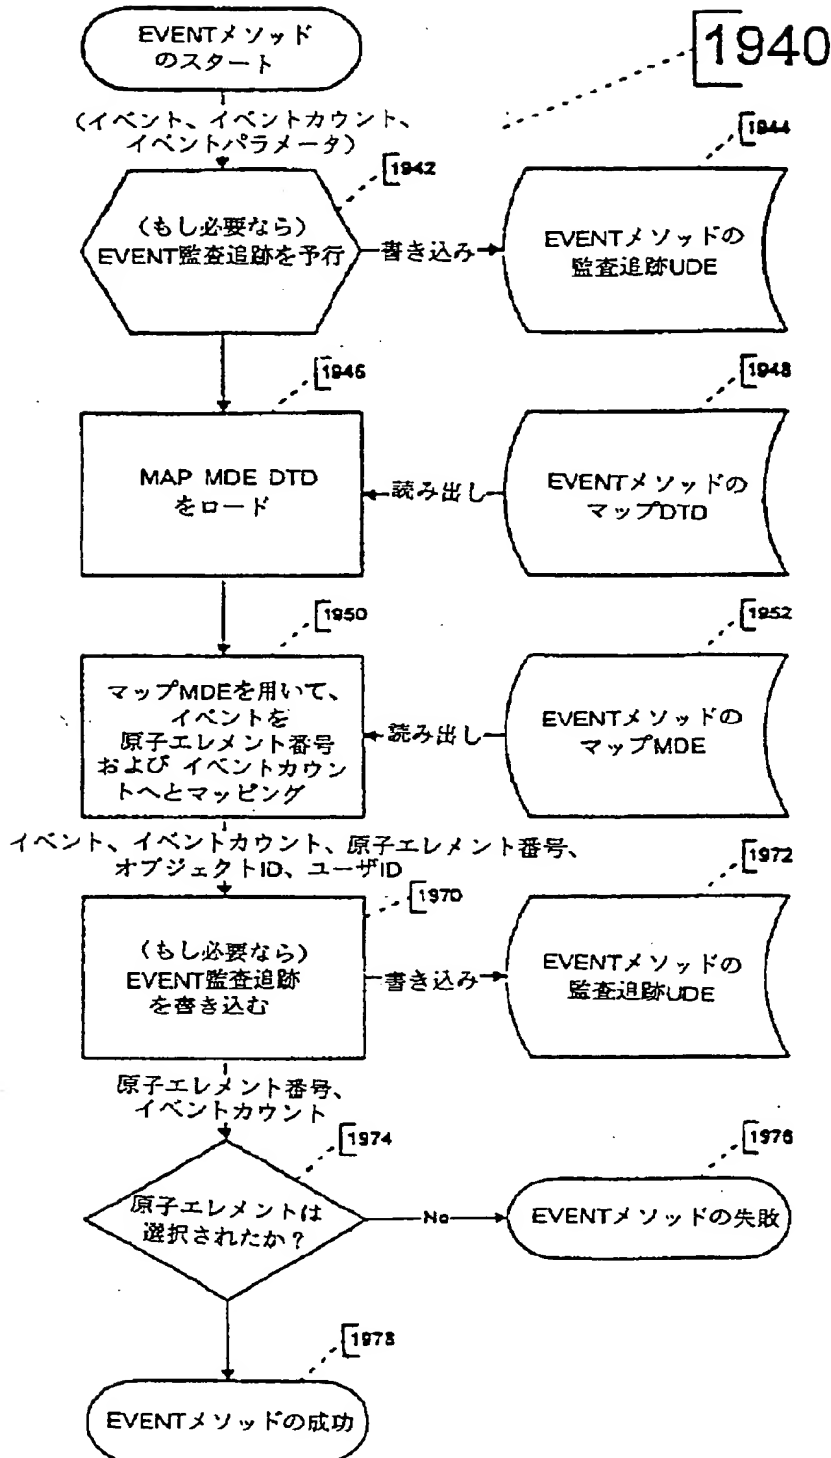 EVENTメソッド
のスタート
1940
(イベント、イベントカウント、
イベントパラメータ)
1942
1944
(もし必要なら)
EVENT監査追跡を予行
書き込み
EVENTメソッドの
監査追跡UDE
1946
1948
MAP MDE DTD
をロード
読み出し
EVENTメソッドの
マップDTD
1950
1952
マップMDEを用いて、
イベントを
原子エレメント番号
および イベントカウン
トへとマッピング
読み出し
EVENTメソッドの
マップMDE
イベント、イベントカウント、原子エレメント番号、
オブジェクトID、ユーザID
1970
1972
(もし必要なら)
EVENT監査追跡
を書き込む
書き込み
EVENTメソッドの
監査追跡UDE
原子エレメント番号、
イベントカウント
1974
1976
原子エレメントは
選択されたか？
No
EVENTメソッドの失敗
1978
EVENTメソッドの成功